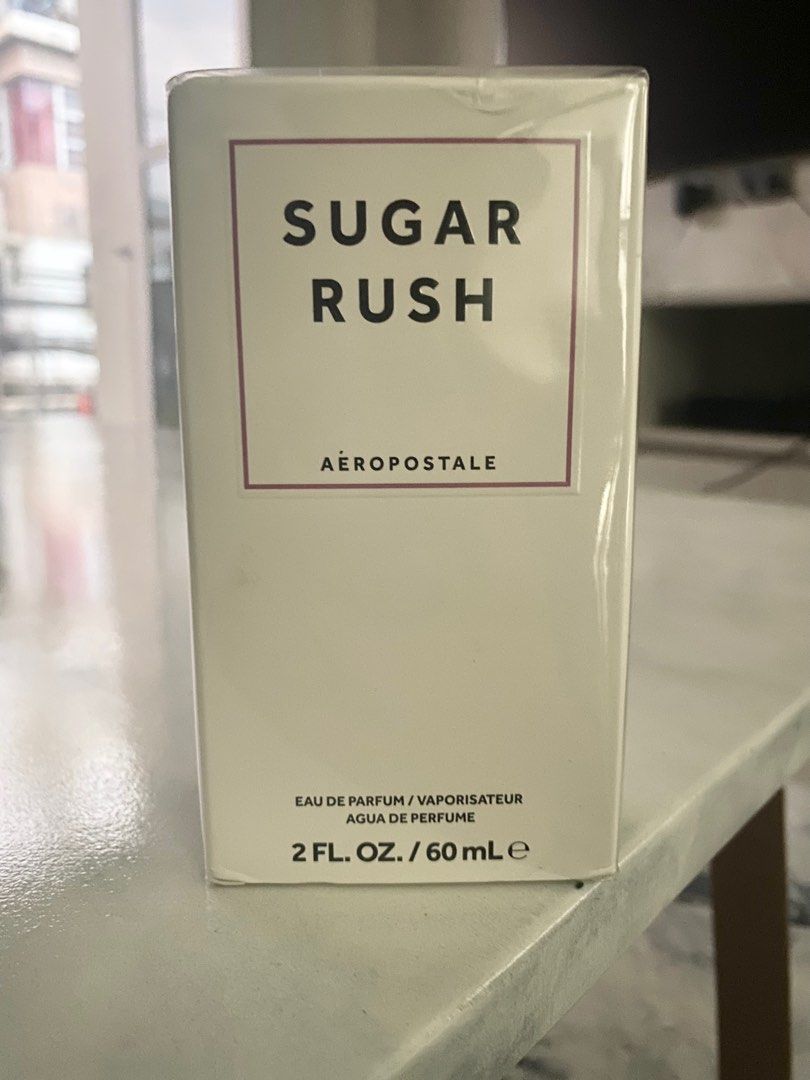 SUGAR
RUSH
AÉROPOSTALE
EAU DE PARFUM / VAPORISATEUR
AGUA DE PERFUME
2 FL. OZ. / 60 mL ℮